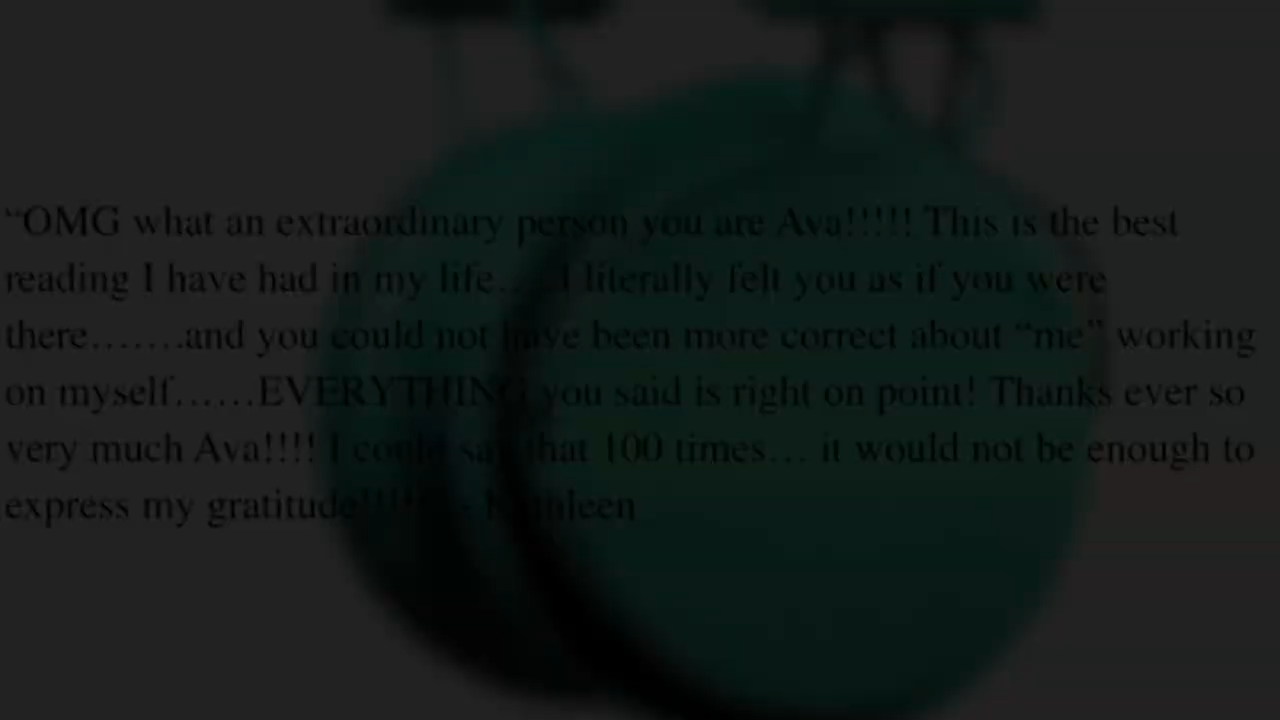 “OMG what an extraordinary person you are Ava!!!!! This is the best
reading I have had in my life…. I literally felt you as if you were
there…….and you could not have been more correct about “me” working
on myself……EVERYTHING you said is right on point! Thanks ever so
very much Ava!!!! I could say that 100 times… it would not be enough to
express my gratitude!!!!!” - Kathleen